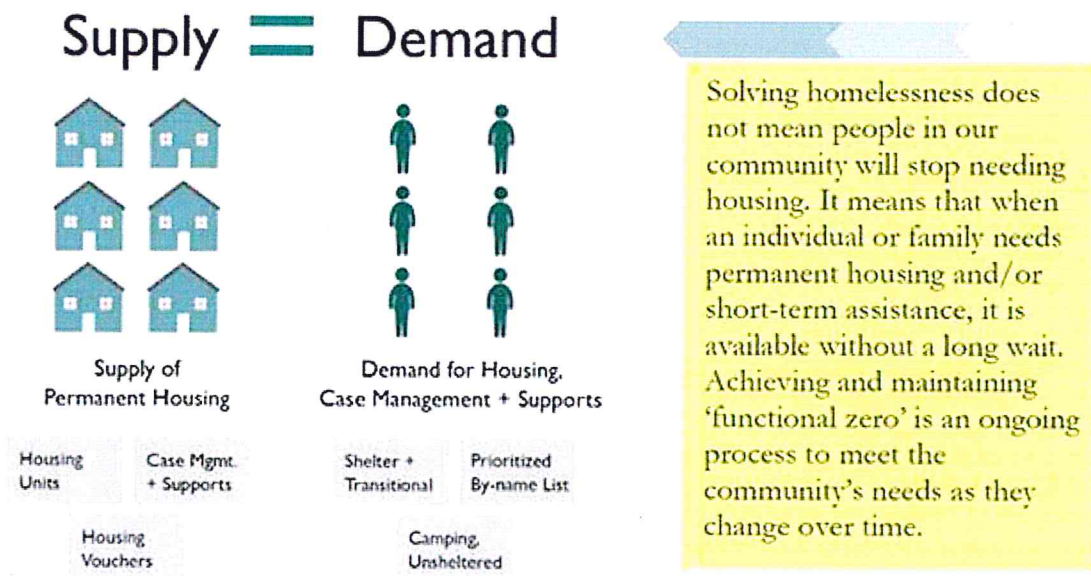 Supply = Demand
Supply of
Permanent Housing
Demand for Housing,
Case Management + Supports
Housing
Units
Case Mgmt.
+ Supports
Housing
Vouchers
Shelter +
Transitional
Prioritized
By-name List
Camping,
Unsheltered
Solving homelessness does
not mean people in our
community will stop needing
housing. It means that when
an individual or family needs
permanent housing and/or
short-term assistance, it is
available without a long wait.
Achieving and maintaining
‘functional zero’ is an ongoing
process to meet the
community’s needs as they
change over time.